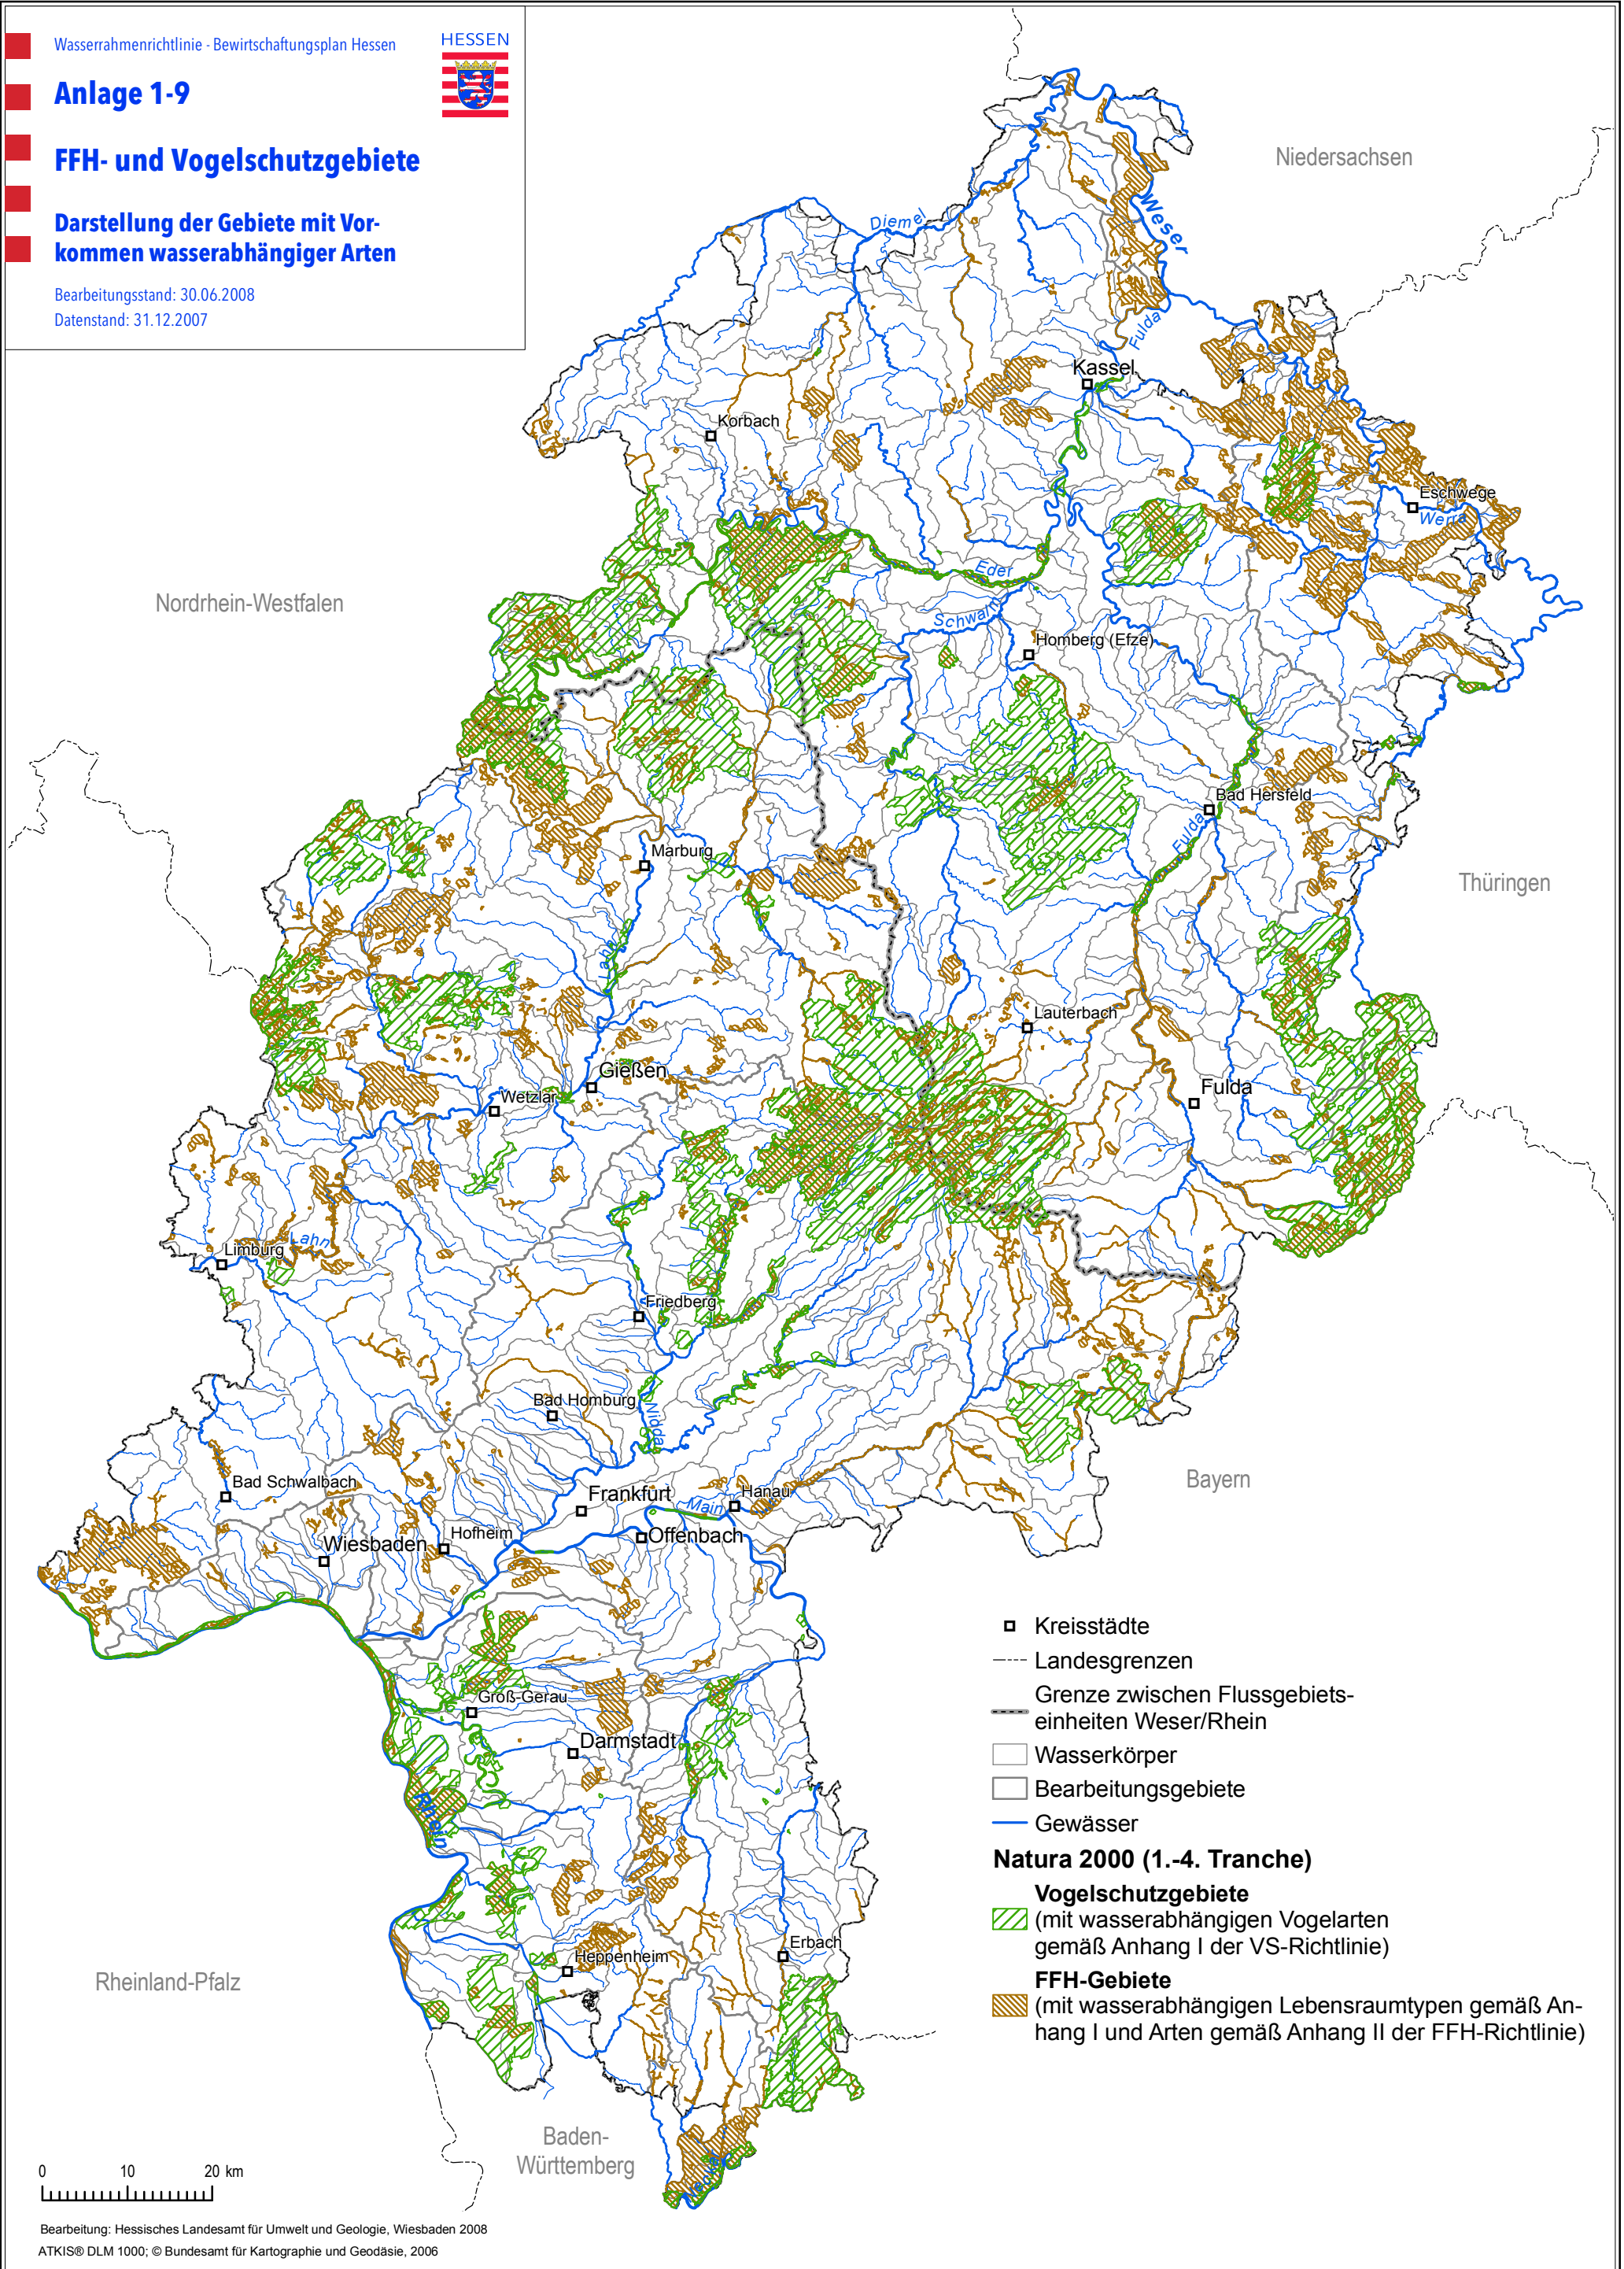 Wasserrahmenrichtlinie - Bewirtschaftungsplan Hessen
HESSEN
Anlage 1-9
FFH- und Vogelschutzgebiete
Darstellung der Gebiete mit Vor-
kommen wasserabhängiger Arten
Bearbeitungsstand: 30.06.2008
Datenstand: 31.12.2007
Niedersachsen
Weser
Diemel
Fulda
Kassel
Korbach
Eschwege
Werra
Eder
Nordrhein-Westfalen
Schwalm
Homberg (Efze)
Bad Hersfeld
Fulda
Marburg
Thüringen
Lahn
Lauterbach
Gießen
Fulda
Wetzlar
Lahn
Limburg
Friedberg
Bad Homburg
Nidda
Bayern
Bad Schwalbach
Frankfurt
Hanau
Main
Hofheim
Offenbach
Wiesbaden
Groß-Gerau
Darmstadt
Rhein
Erbach
Heppenheim
Rheinland-Pfalz
Baden-
Württemberg
Neckar
Kreisstädte
Landesgrenzen
Grenze zwischen Flussgebiets-
einheiten Weser/Rhein
Wasserkörper
Bearbeitungsgebiete
Gewässer
Natura 2000 (1.-4. Tranche)
Vogelschutzgebiete
(mit wasserabhängigen Vogelarten
gemäß Anhang I der VS-Richtlinie)
FFH-Gebiete
(mit wasserabhängigen Lebensraumtypen gemäß An-
hang I und Arten gemäß Anhang II der FFH-Richtlinie)
0 10 20 km
Bearbeitung: Hessisches Landesamt für Umwelt und Geologie, Wiesbaden 2008
ATKIS® DLM 1000; © Bundesamt für Kartographie und Geodäsie, 2006